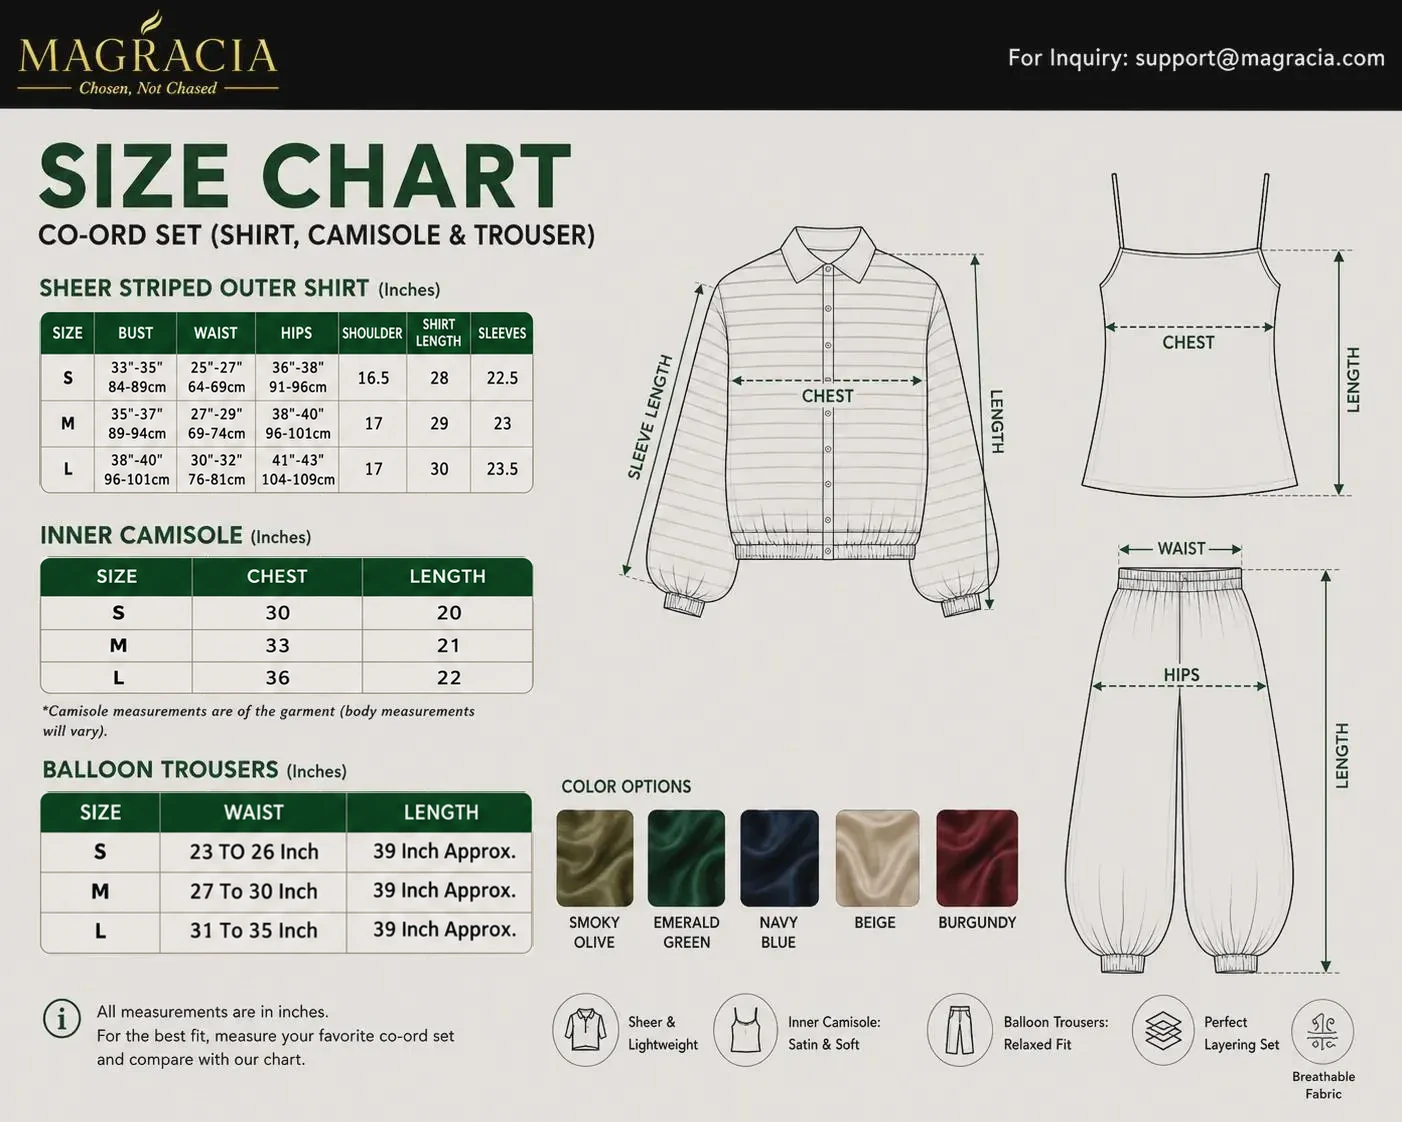 MAGRACIA
Chosen, Not Chased
For Inquiry: support@magracia.com
SIZE CHART
CO-ORD SET (SHIRT, CAMISOLE & TROUSER)
SHEER STRIPED OUTER SHIRT (Inches)
SIZE BUST WAIST HIPS SHOULDER SHIRT LENGTH SLEEVES
S 33"-35" 84-89cm 25"-27" 64-69cm 36"-38" 91-96cm 16.5 28 22.5
M 35"-37" 89-94cm 27"-29" 69-74cm 38"-40" 96-101cm 17 29 23
L 38"-40" 96-101cm 30"-32" 76-81cm 41"-43" 104-109cm 17 30 23.5
INNER CAMISOLE (Inches)
SIZE CHEST LENGTH
S 30 20
M 33 21
L 36 22
*Camisole measurements are of the garment (body measurements
will vary).
BALLOON TROUSERS (Inches)
SIZE WAIST LENGTH
S 23 TO 26 Inch 39 Inch Approx.
M 27 To 30 Inch 39 Inch Approx.
L 31 To 35 Inch 39 Inch Approx.
All measurements are in inches.
For the best fit, measure your favorite co-ord set
and compare with our chart.
SLEEVE LENGTH
CHEST
LENGTH
CHEST
LENGTH
WAIST
HIPS
LENGTH
COLOR OPTIONS
SMOKY
OLIVE
EMERALD
GREEN
NAVY
BLUE
BEIGE
BURGUNDY
Sheer &
Lightweight
Inner Camisole:
Satin & Soft
Balloon Trousers:
Relaxed Fit
Perfect
Layering Set
Breathable
Fabric